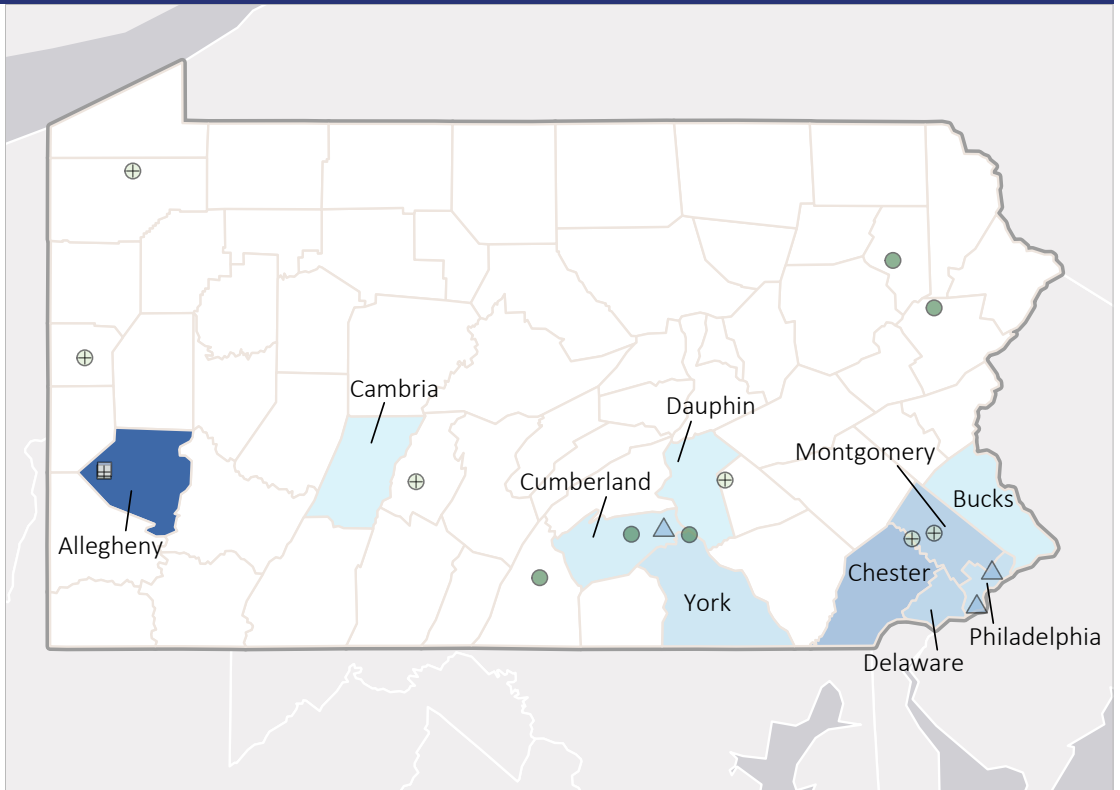 Cambria
Dauphin
Montgomery
Cumberland
Bucks
Allegheny
Chester
York
Philadelphia
Delaware